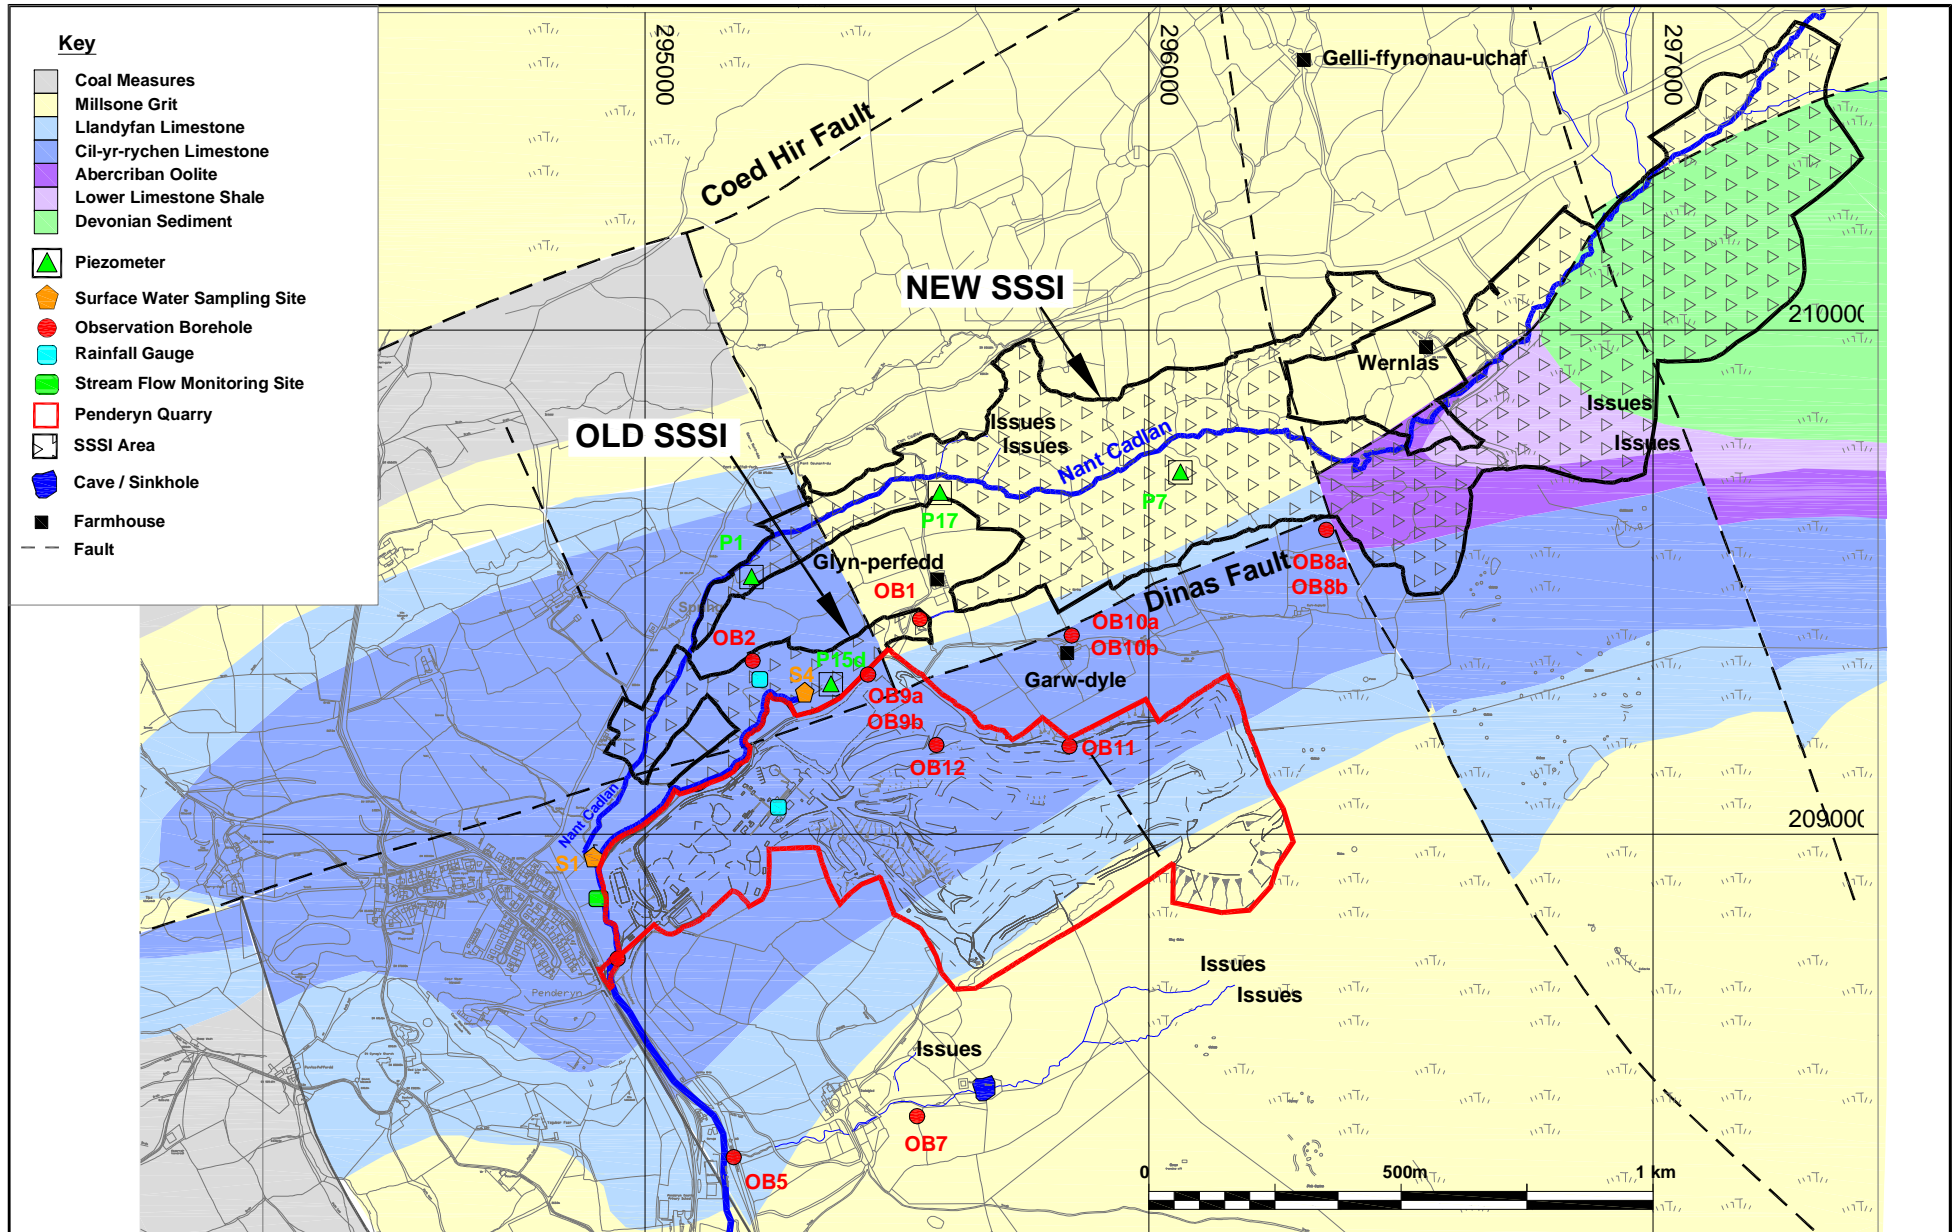 Key
Coal Measures
Millsone Grit
Llandyfan Limestone
Cil-yr-rychen Limestone
Abercriban Oolite
Lower Limestone Shale
Devonian Sediment
Piezometer
Surface Water Sampling Site
Observation Borehole
Rainfall Gauge
Stream Flow Monitoring Site
Penderyn Quarry
SSSI Area
Cave / Sinkhole
Farmhouse
Fault
295000
296000
297000
Gelli-ffynonau-uchaf
Coed Hir Fault
NEW SSSI
210000
Wernlas
Issues
Issues
OLD SSSI
Issues
Issues
Nant Cadlan
P17
P7
P1
Glyn-perfedd
OB1
Dinas Fault
OB8a
OB8b
Spring
OB2
OB10a
OB10b
P15d
S4
Garw-dyle
OB9a
OB9b
OB11
OB12
Nant Cadlan
209000
S1
Penderyn
Issues
Issues
Issues
OB7
OB5
0
500m
1 km